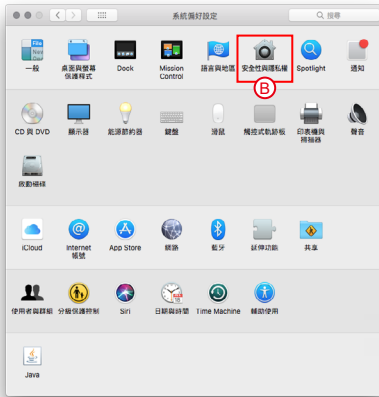 系統偏好設定
搜尋
File
New
一般
桌面與螢幕
保護程式
Dock
Mission
Control
語言與地區
安全性與隱私權
Spotlight
通知
B
CD 與 DVD
顯示器
能源節約器
鍵盤
滑鼠
觸控式軌跡板
印表機與
掃描器
聲音
啟動磁碟
iCloud
Internet
帳號
App Store
網路
藍牙
延伸功能
共享
使用者與群組
分級保護控制
Siri
日期與時間
Time Machine
輔助使用
Java